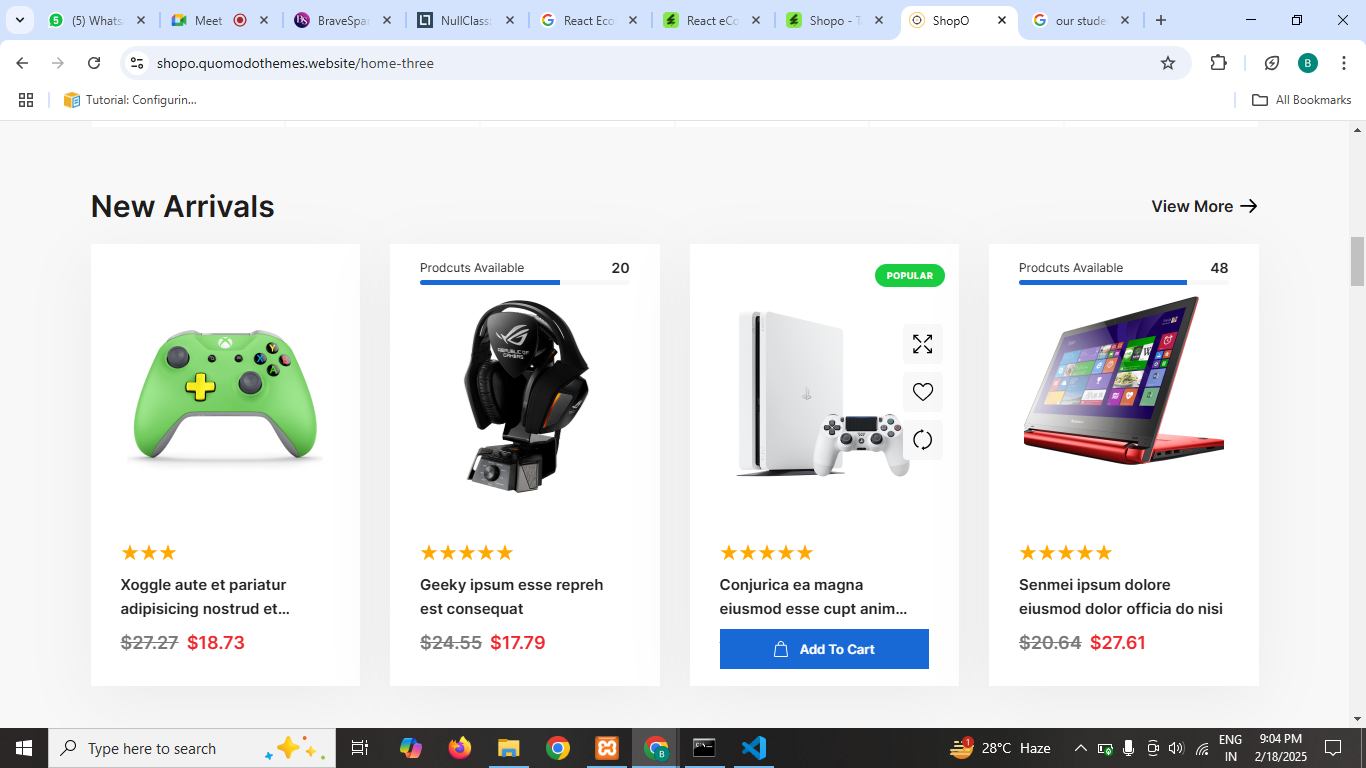 (5) Whats
Meet
BraveSpar
NullClass:
React Eco
React eCo
Shopo - T
ShopO
our stude
shopo.quomodothemes.website/home-three
B
Tutorial: Configurin...
All Bookmarks
New Arrivals
View More
Prodcuts Available 20
POPULAR
Prodcuts Available 48
REPUBLIC OF
GAMERS
Y
X
B
A
Xoggle aute et pariatur
adipisicing nostrud et...
$27.27 $18.73
Geeky ipsum esse repreh
est consequat
$24.55 $17.79
Conjurica ea magna
eiusmod esse cupt anim...
Add To Cart
Senmei ipsum dolore
eiusmod dolor officia do nisi
$20.64 $27.61
Type here to search
1
28°C Haze
ENG
IN
9:04 PM
2/18/2025